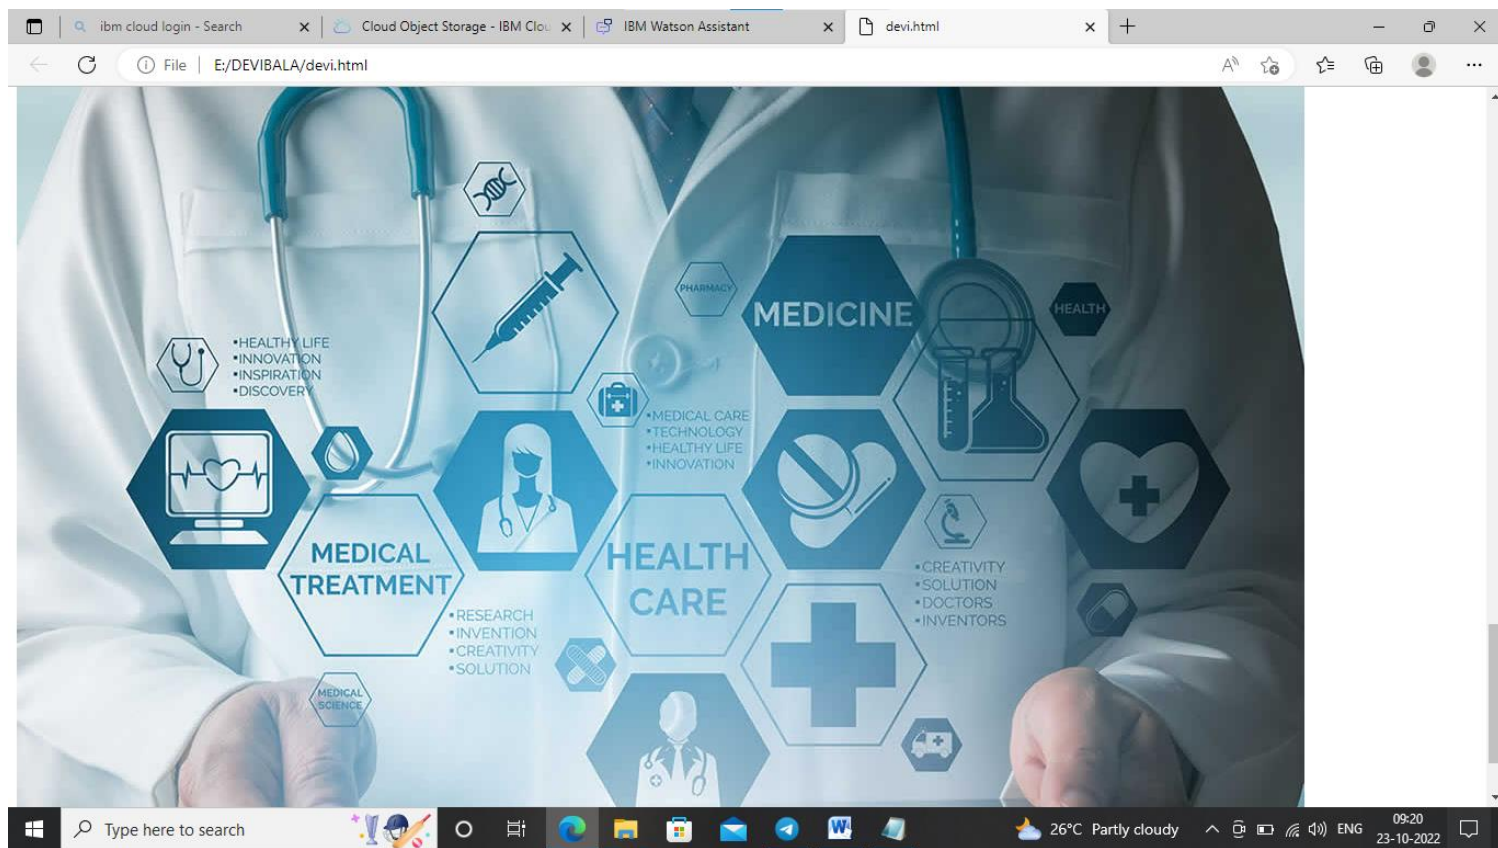 ibm cloud login - Search
Cloud Object Storage - IBM Clou
IBM Watson Assistant
devi.html
File
E:/DEVIBALA/devi.html
PHARMACY
MEDICINE
HEALTH
▪HEALTHY LIFE
▪INNOVATION
▪INSPIRATION
▪DISCOVERY
▪MEDICAL CARE
▪TECHNOLOGY
▪HEALTHY LIFE
▪INNOVATION
MEDICAL
TREATMENT
HEALTH
CARE
▪CREATIVITY
▪SOLUTION
▪DOCTORS
▪INVENTORS
▪RESEARCH
▪INVENTION
▪CREATIVITY
▪SOLUTION
MEDICAL
SCIENCE
Type here to search
26°C Partly cloudy
ENG
09:20
23-10-2022